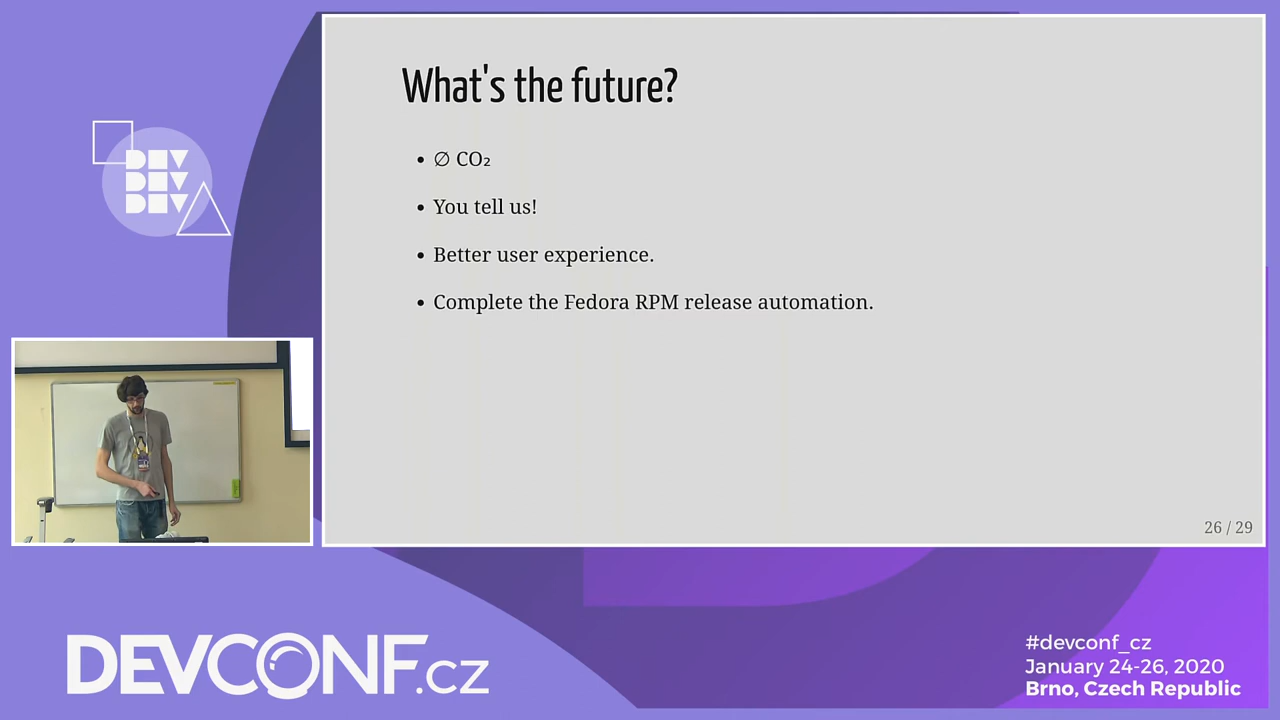 What's the future?
∅ CO₂
You tell us!
Better user experience.
Complete the Fedora RPM release automation.
26 / 29
DEV
DEV
DEV
DEVCONF.cz
#devconf_cz
January 24-26, 2020
Brno, Czech Republic